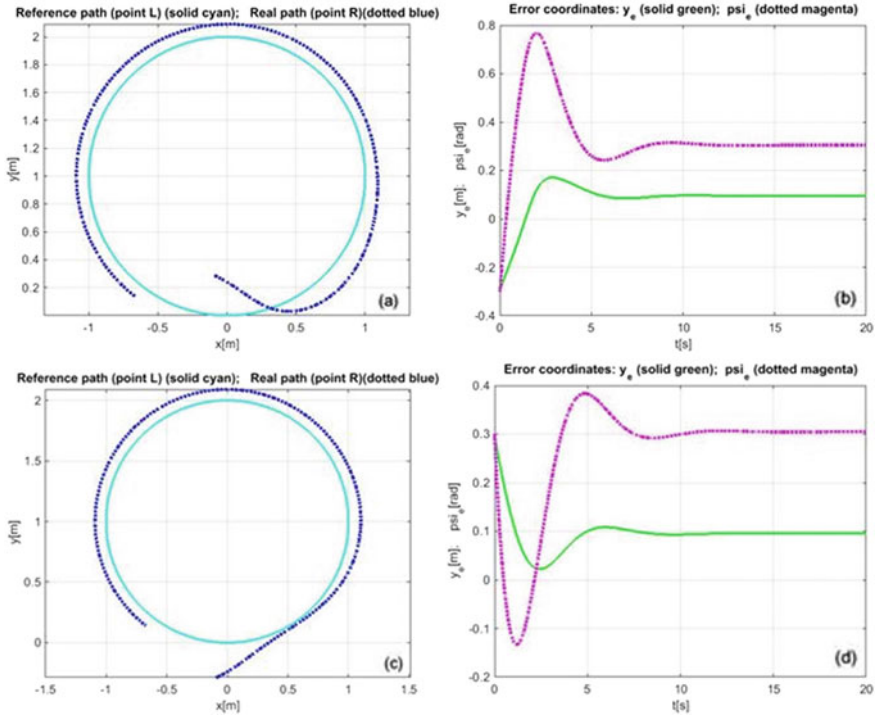 Reference path (point L) (solid cyan); Real path (point R)(dotted blue)
y[m]
2
1.8
1.6
1.4
1.2
1
0.8
0.6
0.4
0.2
-1 -0.5 0 0.5 1
x[m]
(a)
Error coordinates: y_e (solid green); psi_e (dotted magenta)
y_e[m]; psi_e[rad]
0.8
0.6
0.4
0.2
0
-0.2
-0.4
0 5 10 15 20
t[s]
(b)
Reference path (point L) (solid cyan); Real path (point R)(dotted blue)
y[m]
2
1.5
1
0.5
0
-1.5 -1 -0.5 0 0.5 1 1.5
x[m]
(c)
Error coordinates: y_e (solid green); psi_e (dotted magenta)
y_e[m]; psi_e[rad]
0.4
0.3
0.2
0.1
0
-0.1
-0.2
0 5 10 15 20
t[s]
(d)